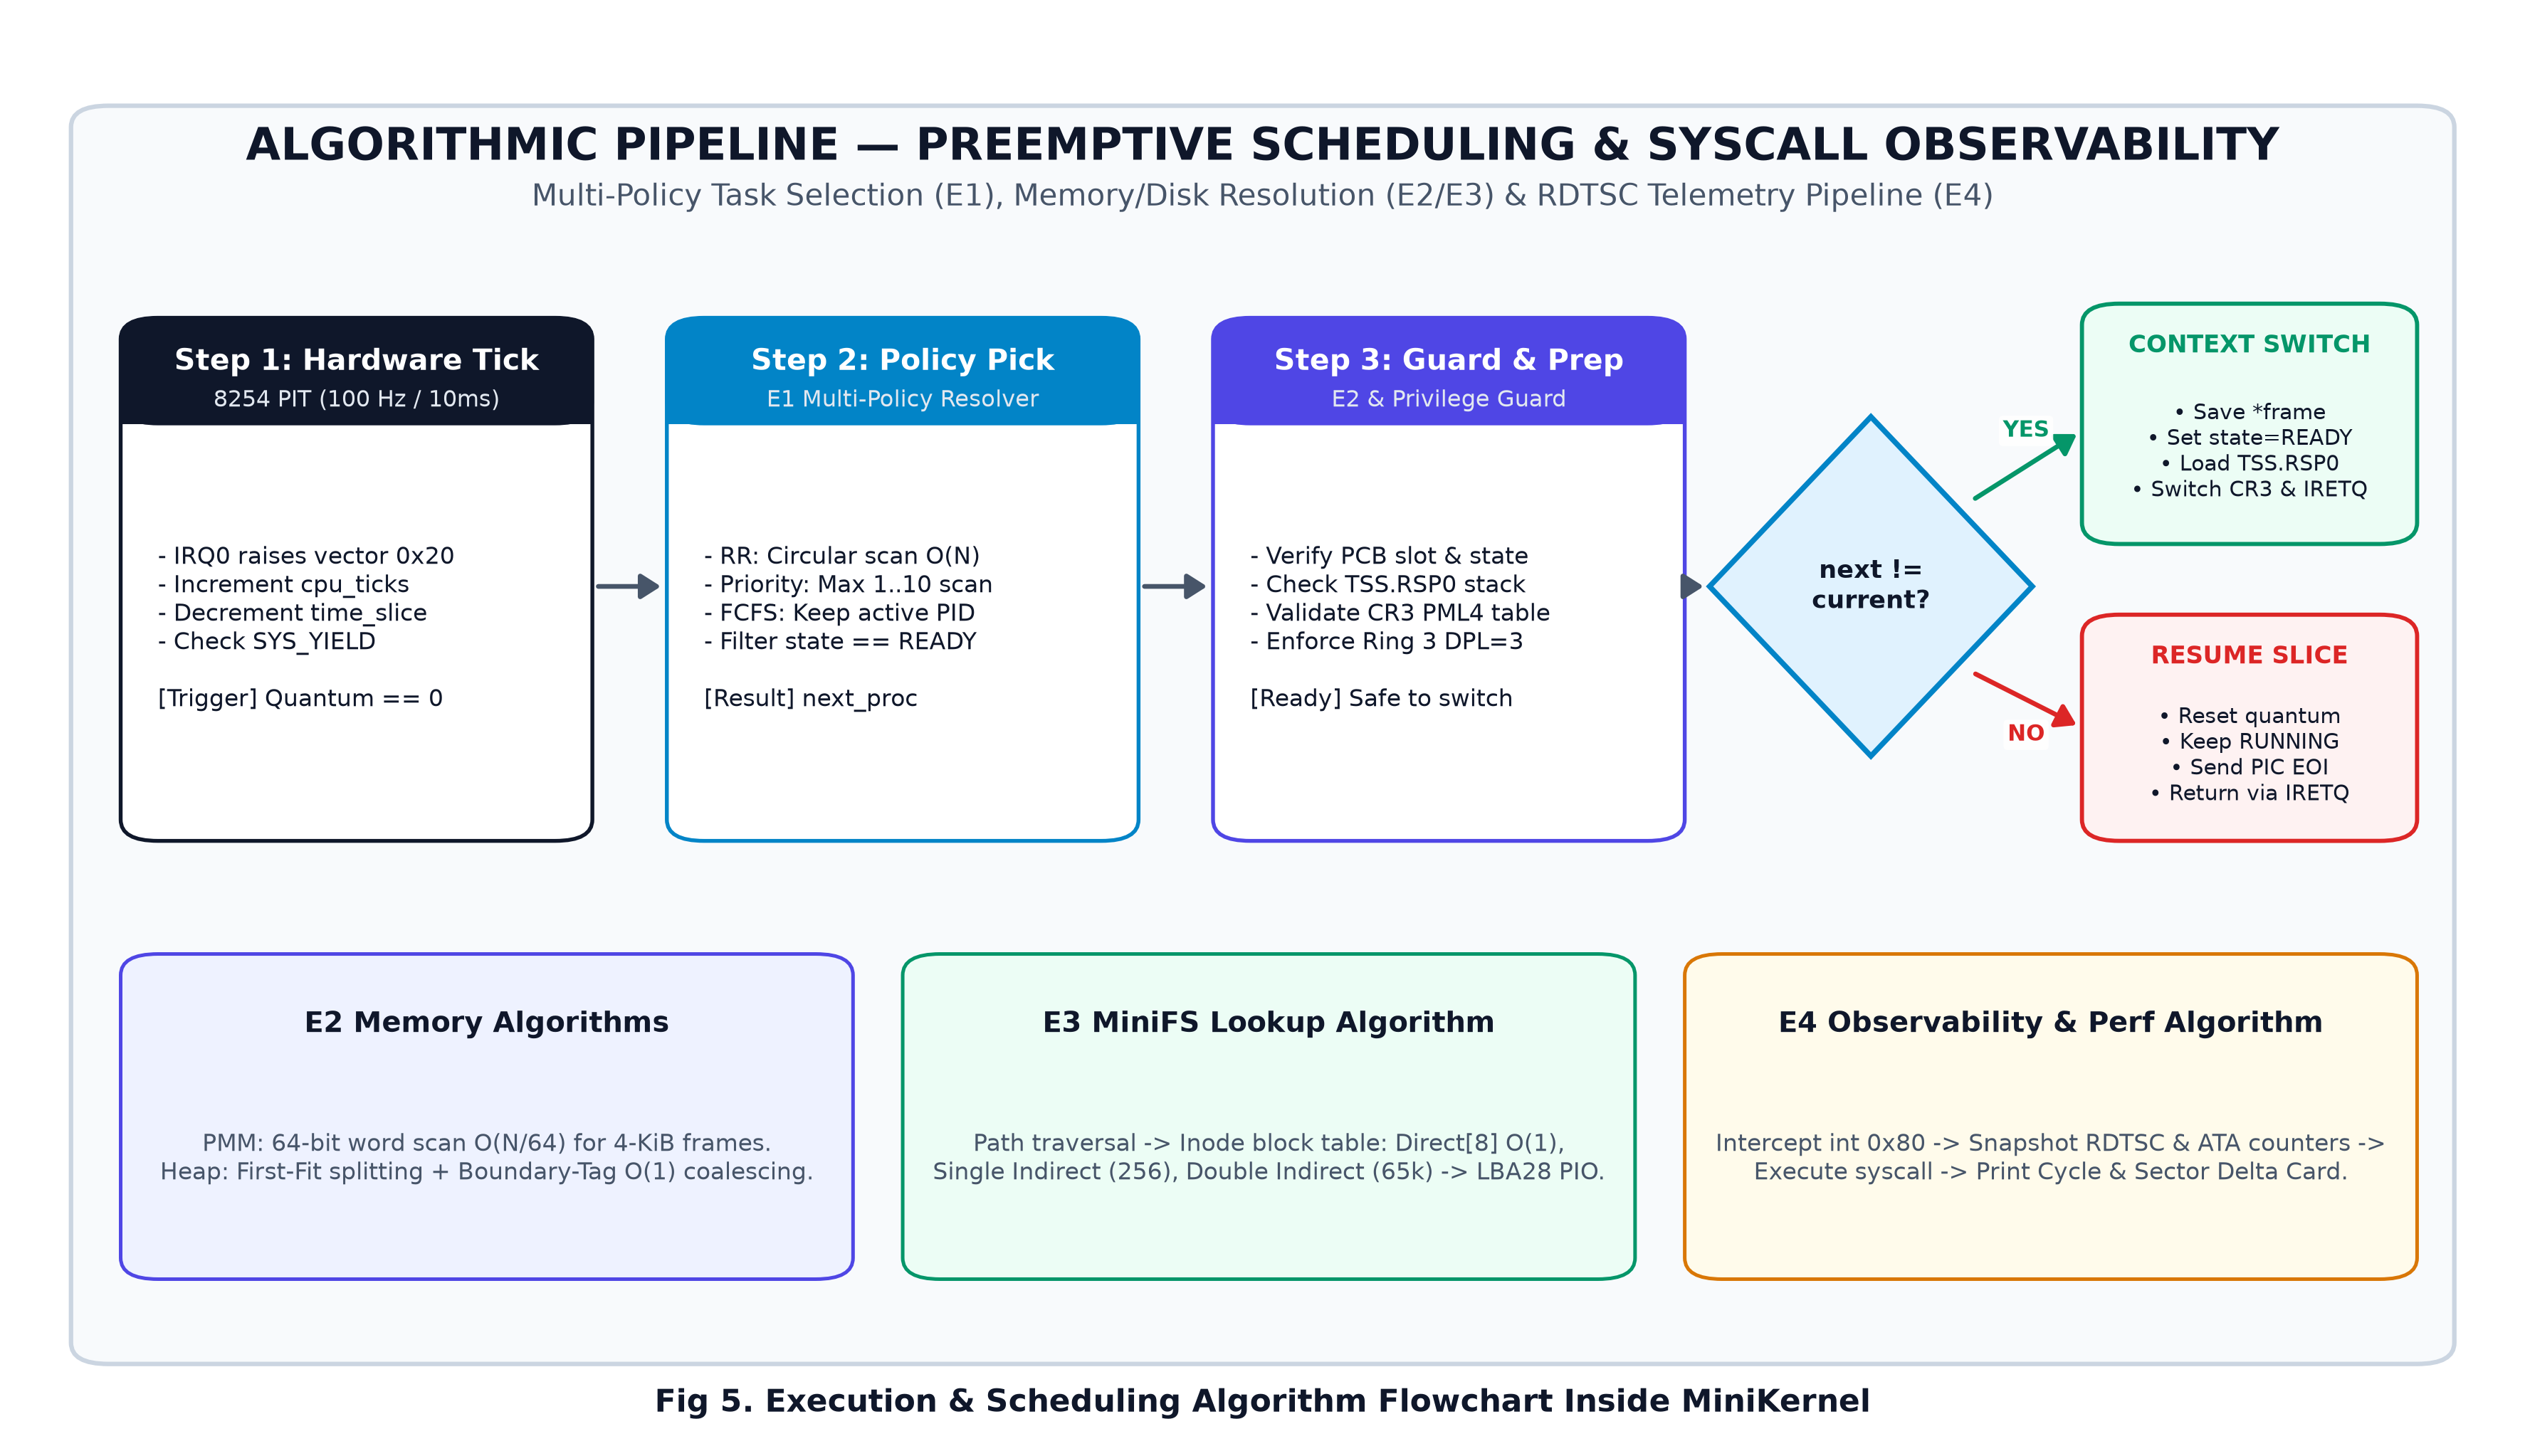 ALGORITHMIC PIPELINE — PREEMPTIVE SCHEDULING & SYSCALL OBSERVABILITY
Multi-Policy Task Selection (E1), Memory/Disk Resolution (E2/E3) & RDTSC Telemetry Pipeline (E4)
Step 1: Hardware Tick
8254 PIT (100 Hz / 10ms)
- IRQ0 raises vector 0x20
- Increment cpu_ticks
- Decrement time_slice
- Check SYS_YIELD
[Trigger] Quantum == 0
Step 2: Policy Pick
E1 Multi-Policy Resolver
- RR: Circular scan O(N)
- Priority: Max 1..10 scan
- FCFS: Keep active PID
- Filter state == READY
[Result] next_proc
Step 3: Guard & Prep
E2 & Privilege Guard
- Verify PCB slot & state
- Check TSS.RSP0 stack
- Validate CR3 PML4 table
- Enforce Ring 3 DPL=3
[Ready] Safe to switch
next !=
current?
YES
CONTEXT SWITCH
• Save *frame
• Set state=READY
• Load TSS.RSP0
• Switch CR3 & IRETQ
NO
RESUME SLICE
• Reset quantum
• Keep RUNNING
• Send PIC EOI
• Return via IRETQ
E2 Memory Algorithms
PMM: 64-bit word scan O(N/64) for 4-KiB frames.
Heap: First-Fit splitting + Boundary-Tag O(1) coalescing.
E3 MiniFS Lookup Algorithm
Path traversal -> Inode block table: Direct[8] O(1),
Single Indirect (256), Double Indirect (65k) -> LBA28 PIO.
E4 Observability & Perf Algorithm
Intercept int 0x80 -> Snapshot RDTSC & ATA counters ->
Execute syscall -> Print Cycle & Sector Delta Card.
Fig 5. Execution & Scheduling Algorithm Flowchart Inside MiniKernel